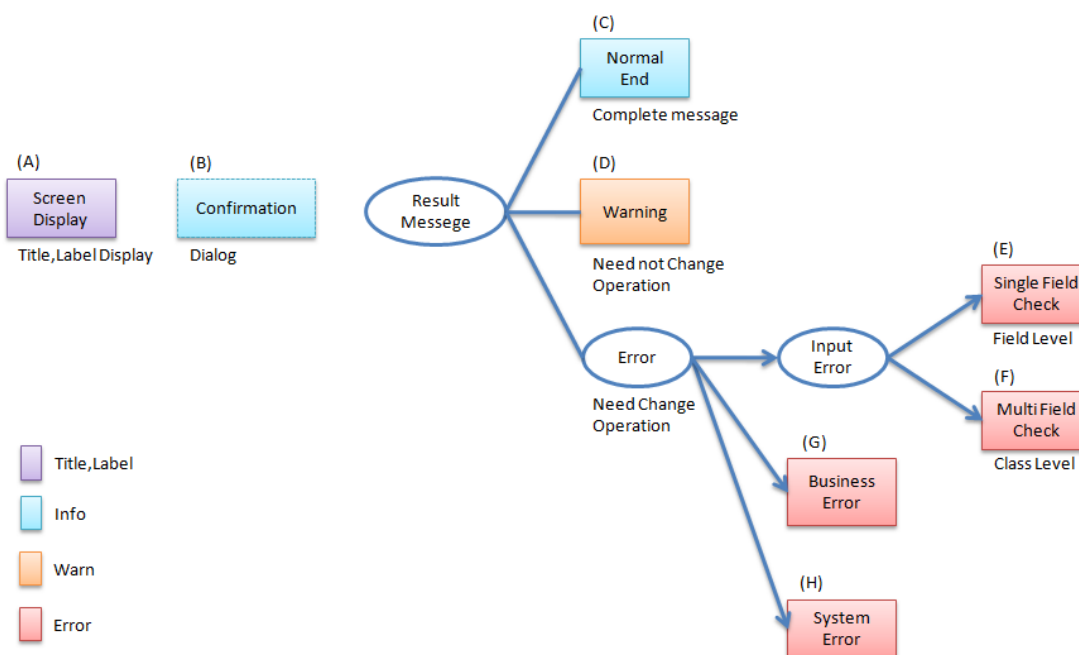 (A)
Screen
Display
Title,Label Display
(B)
Confirmation
Dialog
Result
Messege
(C)
Normal
End
Complete message
(D)
Warning
Need not Change
Operation
Error
Need Change
Operation
Input
Error
(E)
Single Field
Check
Field Level
(F)
Multi Field
Check
Class Level
(G)
Business
Error
(H)
System
Error
Title,Label
Info
Warn
Error